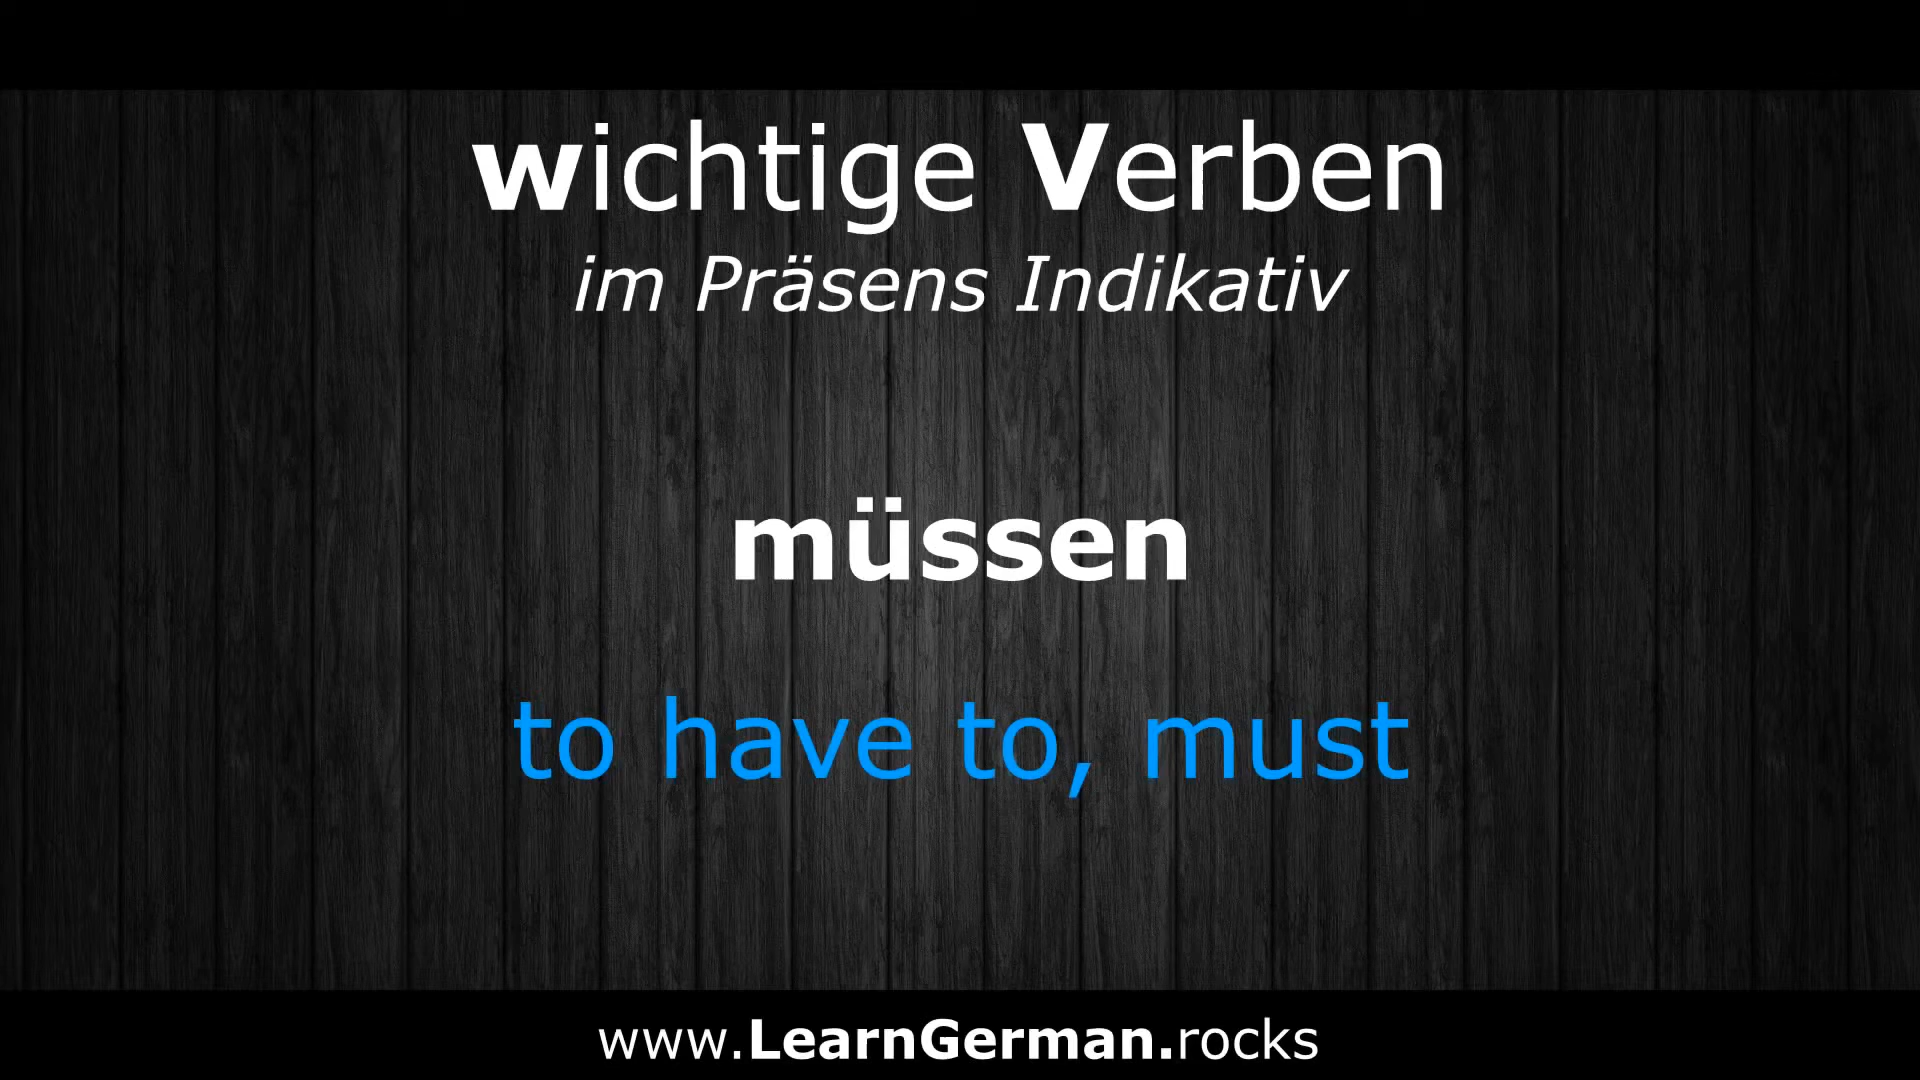 wichtige Verben
im Präsens Indikativ
müssen
to have to, must
www.LearnGerman.rocks